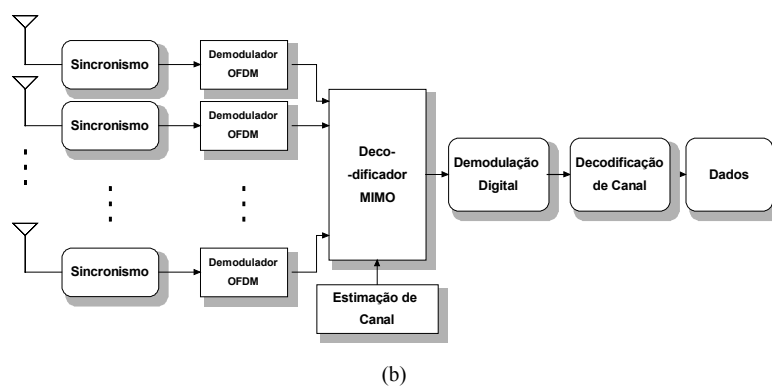 Sincronismo
Demodulador
OFDM
Sincronismo
Demodulador
OFDM
Deco-
-dificador
MIMO
Demodulação
Digital
Decodificação
de Canal
Dados
Sincronismo
Demodulador
OFDM
Estimação de
Canal
(b)